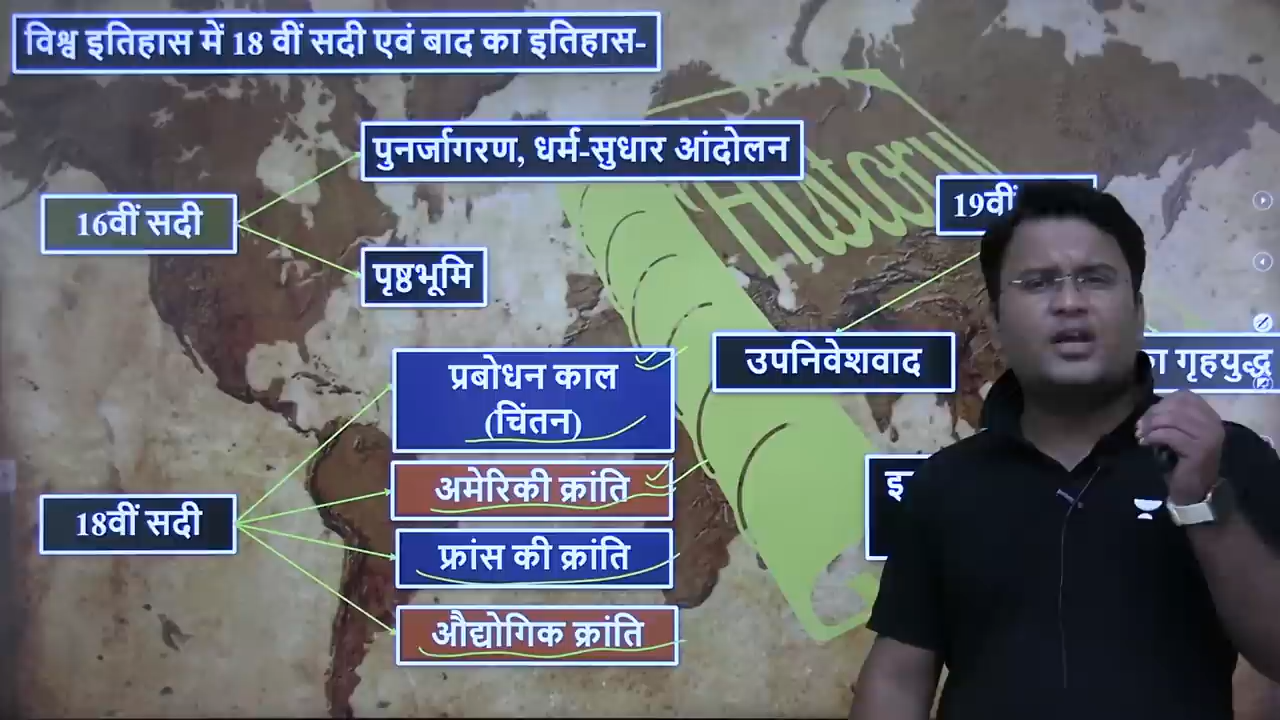 विश्व इतिहास में 18 वीं सदी एवं बाद का इतिहास-
पुनर्जागरण, धर्म-सुधार आंदोलन
16वीं सदी
पृष्ठभूमि
प्रबोधन काल
(चिंतन)
18वीं सदी
अमेरिकी क्रांति
फ्रांस की क्रांति
औद्योगिक क्रांति
History
19वीं
उपनिवेशवाद
गृहयुद्ध